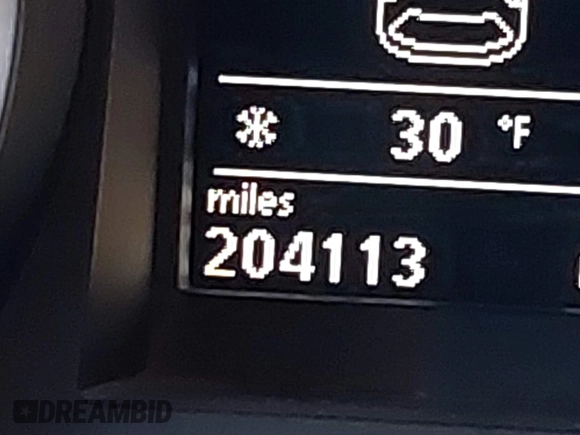 30 °F
miles
204113
DREAMBID